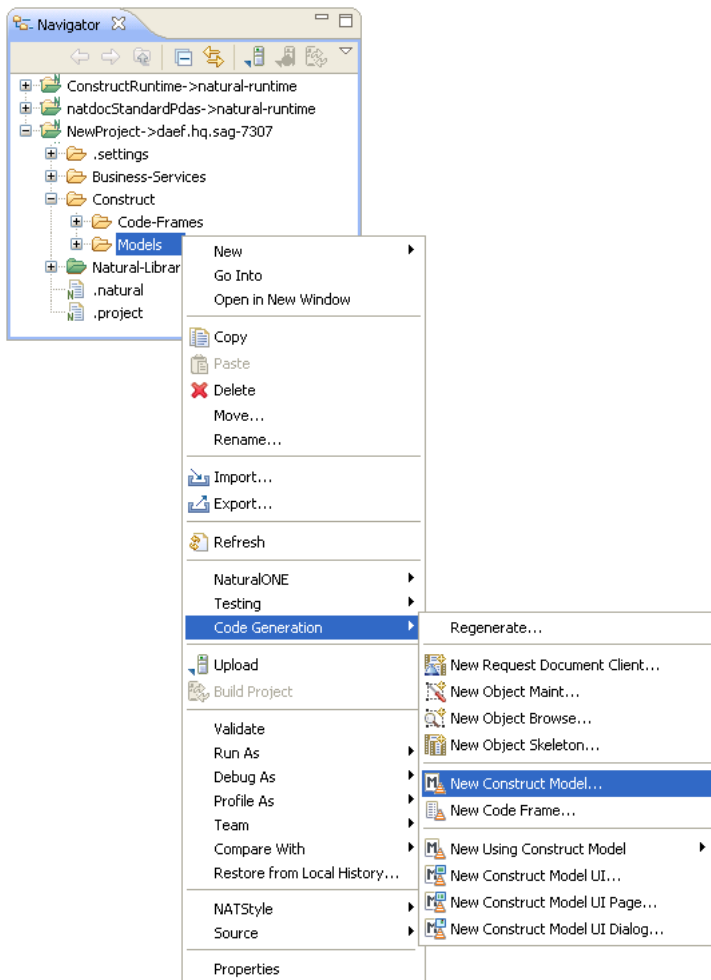 Navigator
ConstructRuntime->natural-runtime
natdocStandardPdas->natural-runtime
NewProject->daef.hq.sag-7307
.settings
Business-Services
Construct
Code-Frames
Models
Natural-Librar
.natural
.project
New
Go Into
Open in New Window
Copy
Paste
Delete
Move...
Rename...
Import...
Export...
Refresh
NaturalONE
Testing
Code Generation
Upload
Build Project
Validate
Run As
Debug As
Profile As
Team
Compare With
Restore from Local History...
NATStyle
Source
Properties
Regenerate...
New Request Document Client...
New Object Maint...
New Object Browse...
New Object Skeleton...
New Construct Model...
New Code Frame...
New Using Construct Model
New Construct Model UI...
New Construct Model UI Page...
New Construct Model UI Dialog...